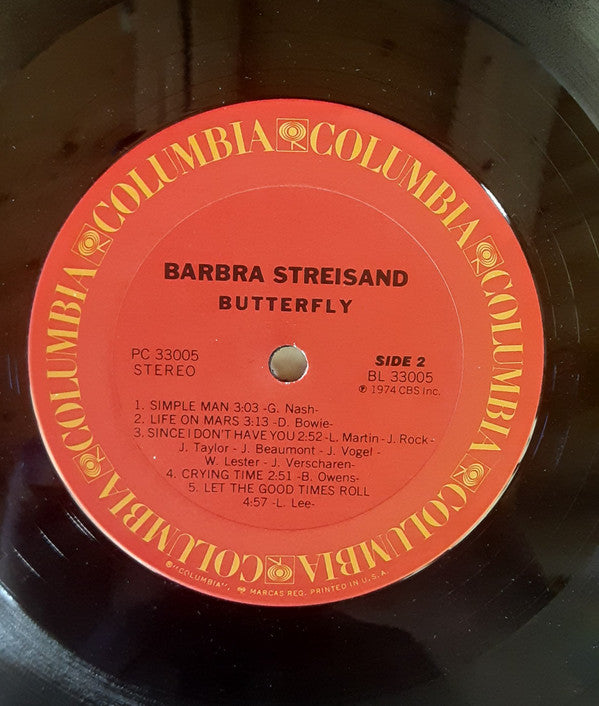 COLUMBIA COLUMBIA COLUMBIA COLUMBIA COLUMBIA COLUMBIA COLUMBIA COLUMBIA
BARBRA STREISAND
BUTTERFLY
PC 33005
STEREO
SIDE 2
BL 33005
℗ 1974 CBS Inc.
1. SIMPLE MAN 3:03 -G. Nash-
2. LIFE ON MARS 3:13 -D. Bowie-
3. SINCE I DON'T HAVE YOU 2:52 -L. Martin - J. Rock -
J. Taylor - J. Beaumont - J. Vogel -
W. Lester - J. Verscharen-
4. CRYING TIME 2:51 -B. Owens-
5. LET THE GOOD TIMES ROLL
4:57 -L. Lee-
®"COLUMBIA", MARCAS REG. PRINTED IN U.S.A.